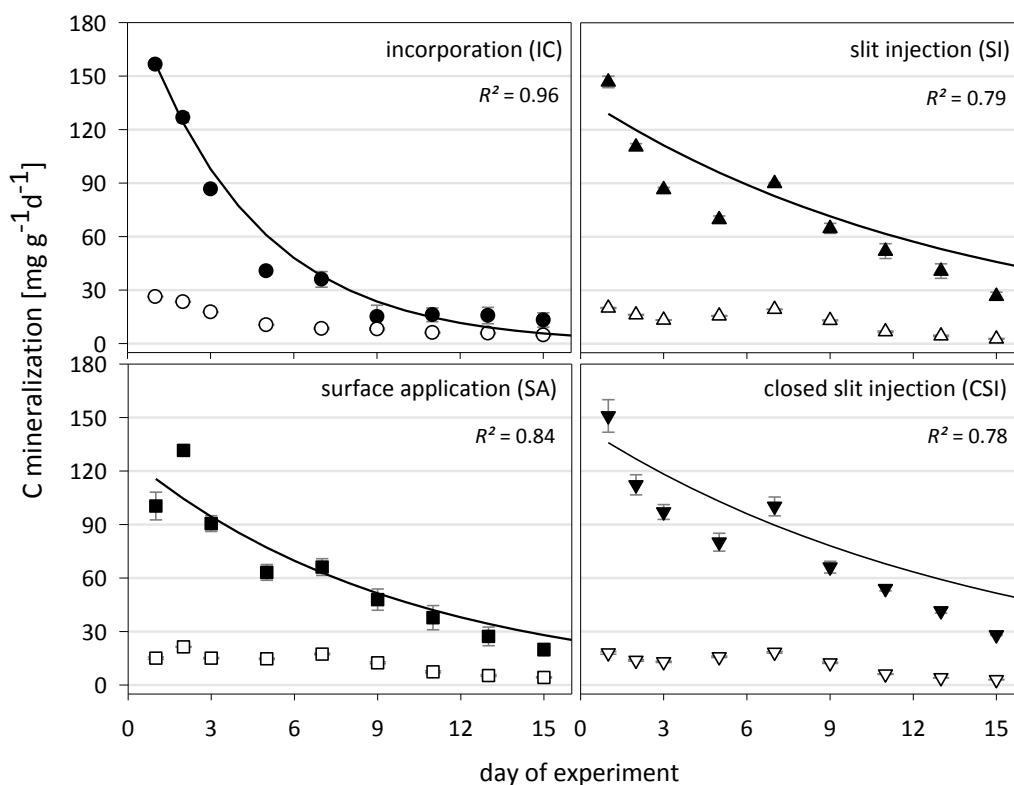 C mineralization [mg g⁻¹d⁻¹]
180
150
120
90
60
30
0
incorporation (IC)
R² = 0.96
slit injection (SI)
R² = 0.79
180
150
120
90
60
30
0
surface application (SA)
R² = 0.84
closed slit injection (CSI)
R² = 0.78
0 3 6 9 12 15 0 3 6 9 12 15
day of experiment